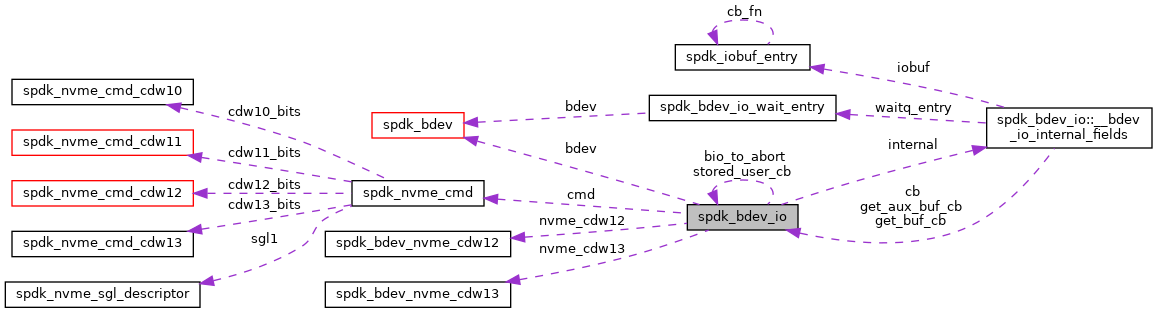 cb_fn
spdk_iobuf_entry
iobuf
spdk_nvme_cmd_cdw10
cdw10_bits
bdev
spdk_bdev_io_wait_entry
waitq_entry
spdk_bdev
spdk_bdev_io::__bdev
_io_internal_fields
spdk_nvme_cmd_cdw11
cdw11_bits
bdev
internal
bio_to_abort
stored_user_cb
spdk_nvme_cmd_cdw12
cdw12_bits
spdk_nvme_cmd
cmd
cb
get_aux_buf_cb
get_buf_cb
cdw13_bits
nvme_cdw12
spdk_bdev_io
spdk_nvme_cmd_cdw13
sgl1
spdk_bdev_nvme_cdw12
nvme_cdw13
spdk_nvme_sgl_descriptor
spdk_bdev_nvme_cdw13